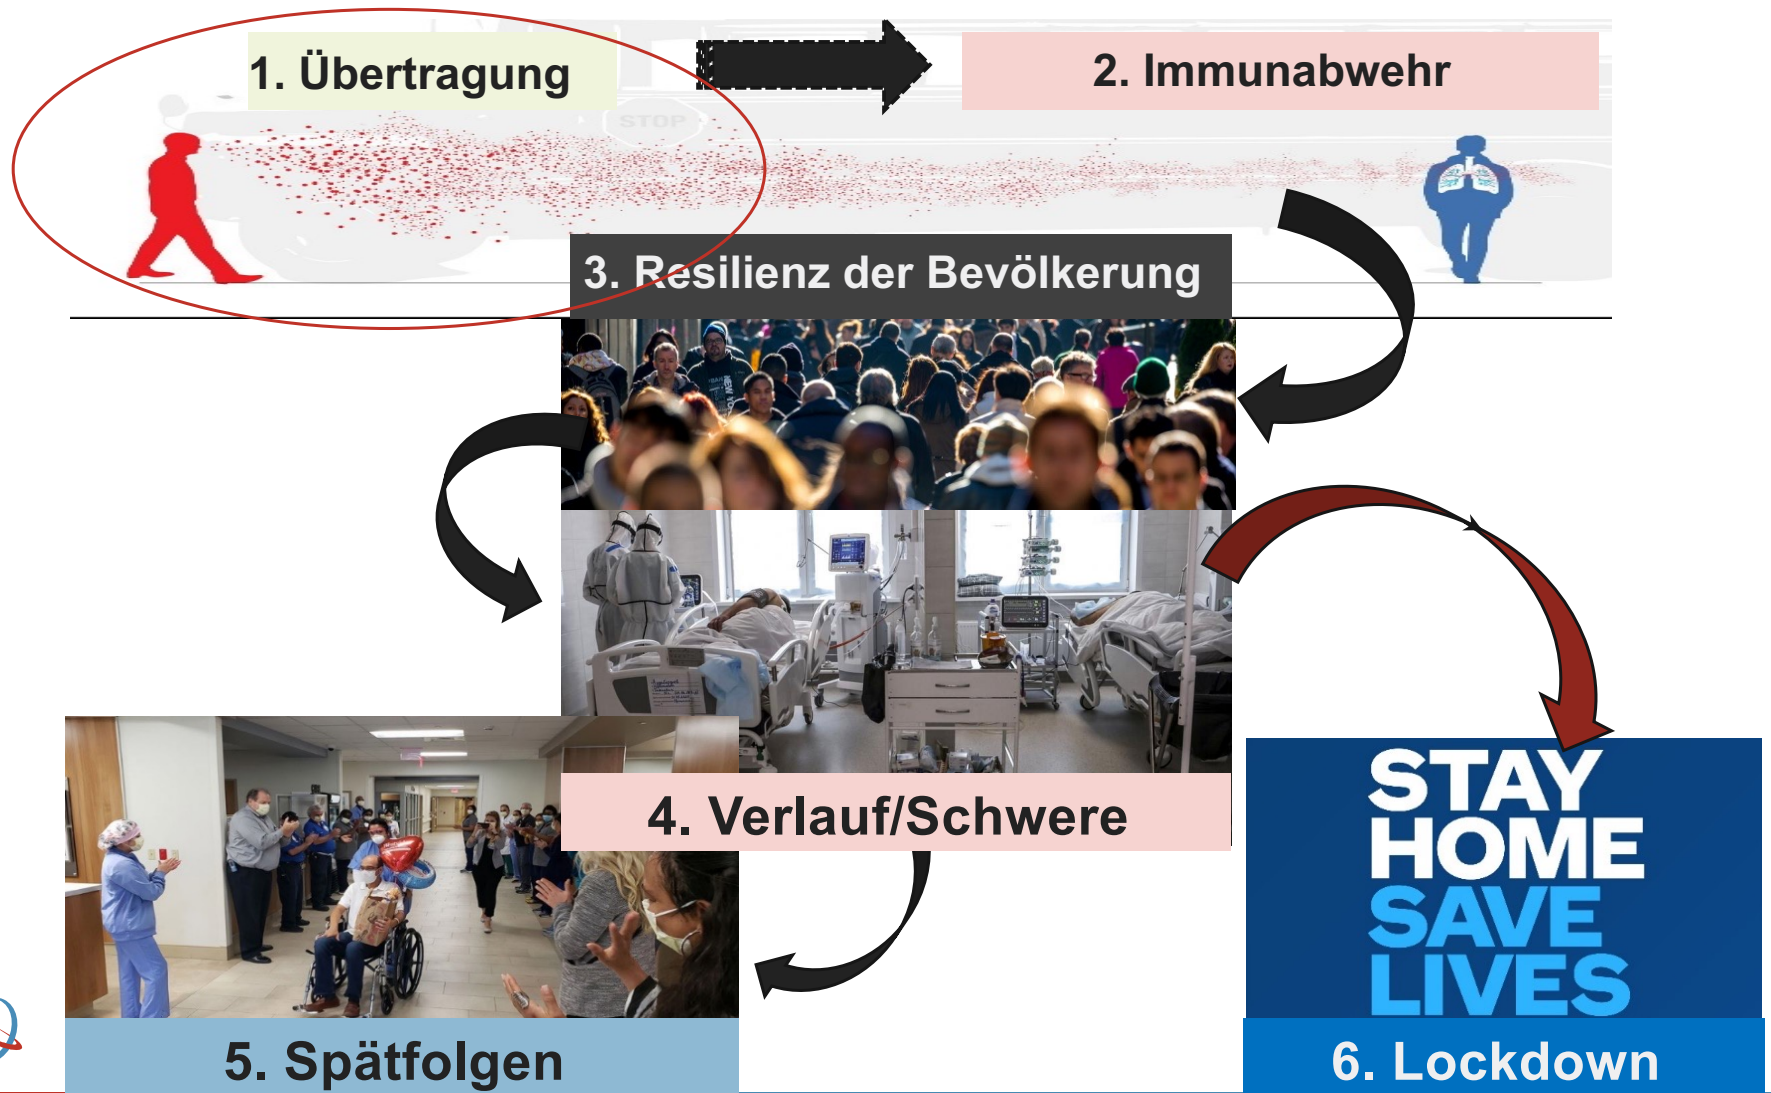 1. Übertragung
2. Immunabwehr
STOP
3. Resilienz der Bevölkerung
4. Verlauf/Schwere
STAY
HOME
SAVE
LIVES
5. Spätfolgen
6. Lockdown